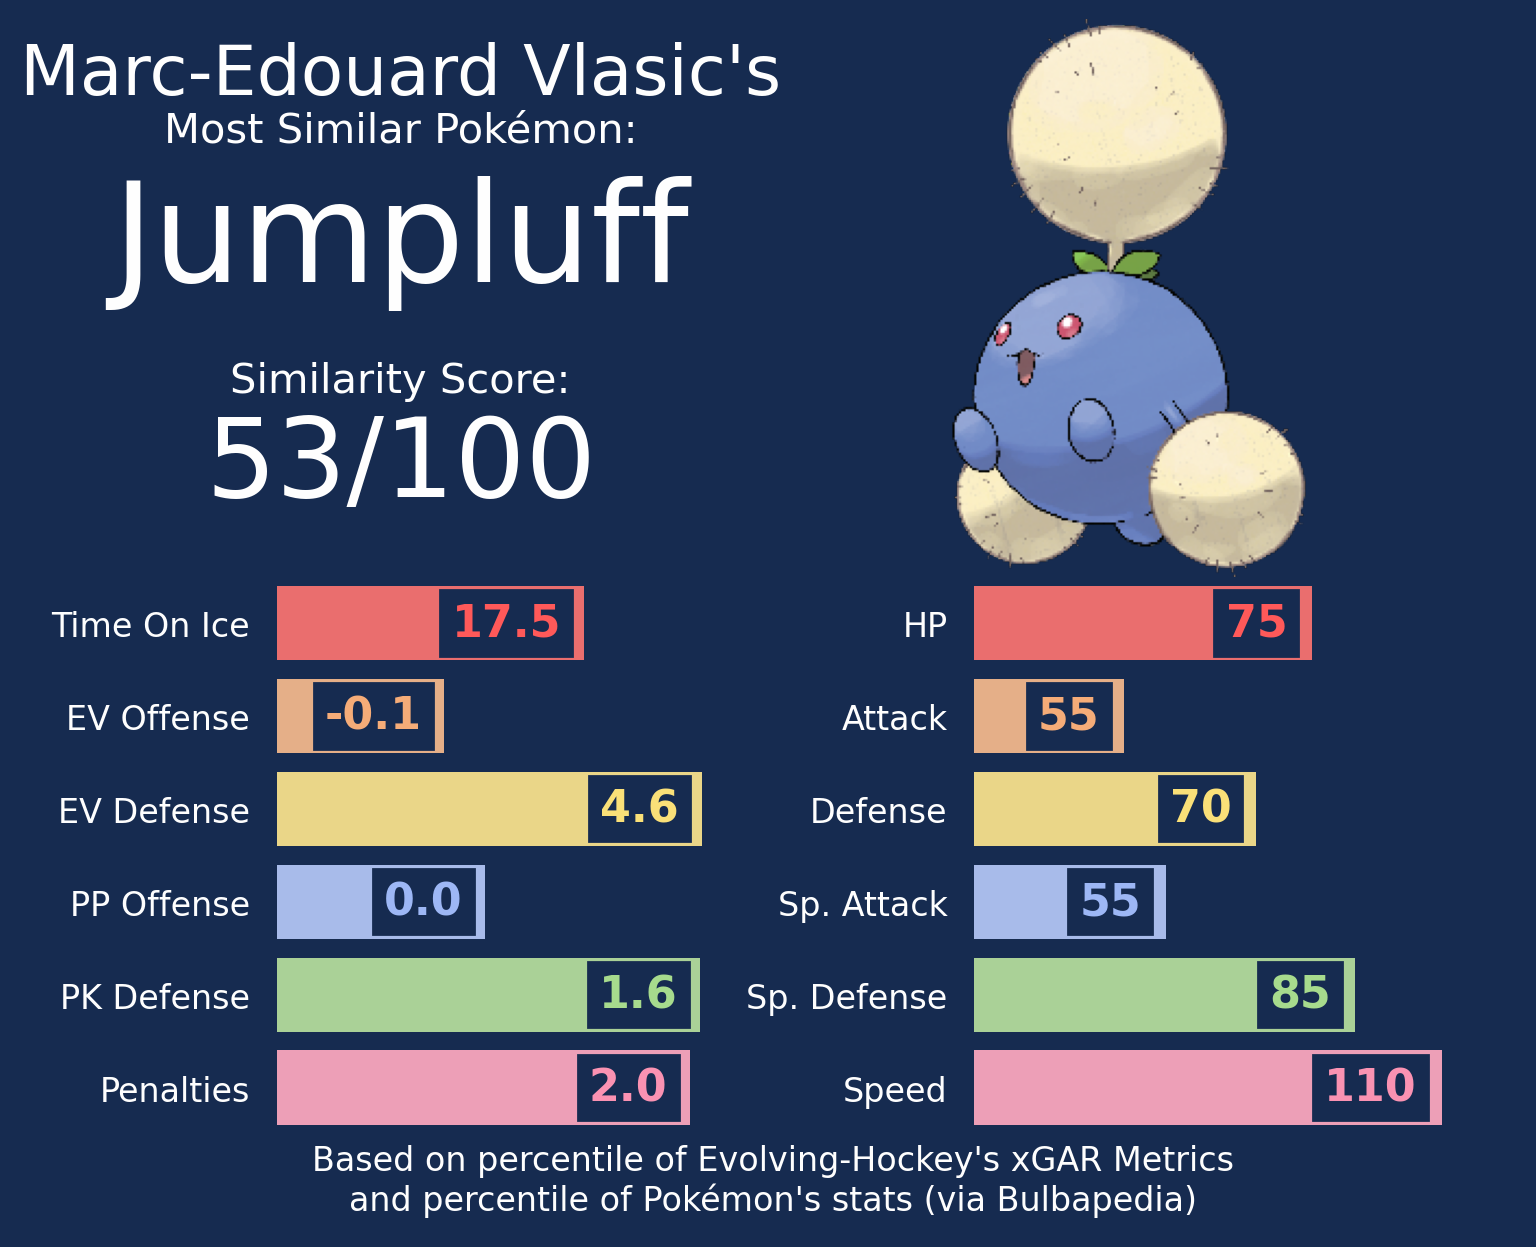 Marc-Edouard Vlasic's
Most Similar Pokémon:
Jumpluff
Similarity Score:
53/100
Time On Ice 17.5
EV Offense -0.1
EV Defense 4.6
PP Offense 0.0
PK Defense 1.6
Penalties 2.0
HP 75
Attack 55
Defense 70
Sp. Attack 55
Sp. Defense 85
Speed 110
Based on percentile of Evolving-Hockey's xGAR Metrics
and percentile of Pokémon's stats (via Bulbapedia)